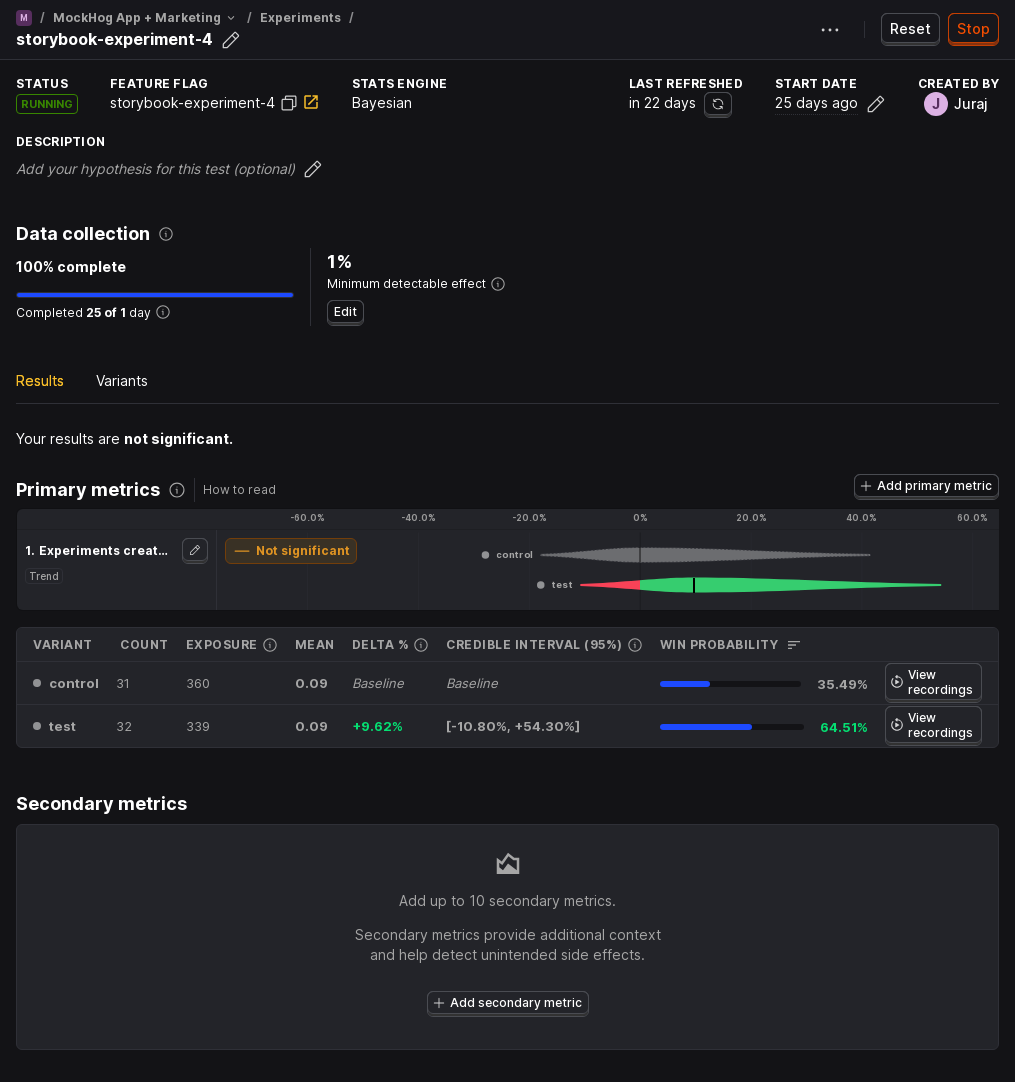 M / MockHog App + Marketing / Experiments /
storybook-experiment-4
Reset
Stop
STATUS
RUNNING
FEATURE FLAG
storybook-experiment-4
STATS ENGINE
Bayesian
LAST REFRESHED
in 22 days
START DATE
25 days ago
CREATED BY
J Juraj
DESCRIPTION
Add your hypothesis for this test (optional)
Data collection
100% complete
Completed 25 of 1 day
1%
Minimum detectable effect
Edit
Results Variants
Your results are not significant.
Primary metrics How to read
Add primary metric
-60.0% -40.0% -20.0% 0% 20.0% 40.0% 60.0%
1. Experiments creat...
Trend
Not significant
control
test
VARIANT COUNT EXPOSURE MEAN DELTA % CREDIBLE INTERVAL (95%) WIN PROBABILITY
control 31 360 0.09 Baseline Baseline 35.49% View recordings
test 32 339 0.09 +9.62% [-10.80%, +54.30%] 64.51% View recordings
Secondary metrics
Add up to 10 secondary metrics.
Secondary metrics provide additional context
and help detect unintended side effects.
Add secondary metric